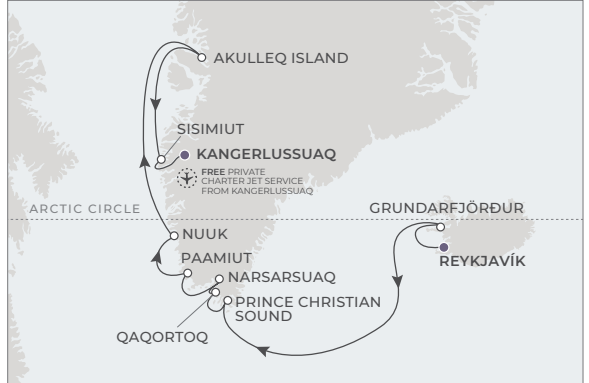 AKULLEQ ISLAND
SISIMIUT
KANGERLUSSUAQ
FREE PRIVATE
CHARTER JET SERVICE
FROM KANGERLUSSUAQ
ARCTIC CIRCLE
GRUNDARFJÖRÐUR
NUUK
REYKJAVÍK
PAAMIUT
NARSARSUAQ
PRINCE CHRISTIAN
SOUND
QAQORTOQ